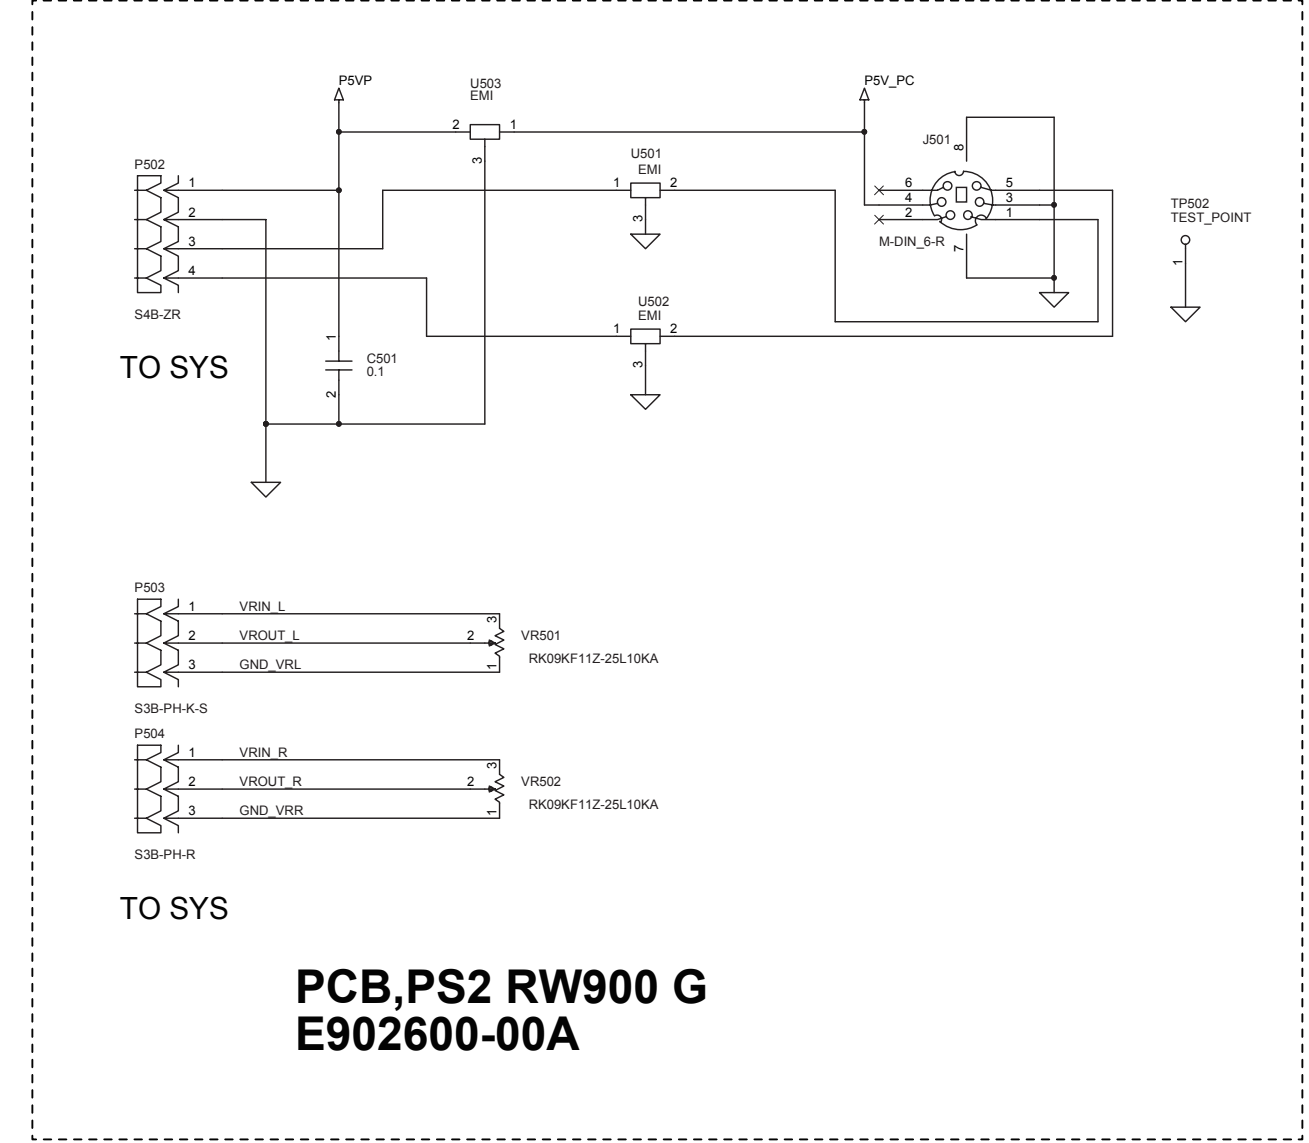 P5VP
U503
EMI
P5V_PC
2 1
3
P502
1
2
3
4
S4B-ZR
TO SYS
U501
EMI
1 2
3
J501
8
6 5
4 3
2 1
M-DIN_6-R
7
TP502
TEST_POINT
1
U502
EMI
1 2
3
1
C501
0.1
2
P503
1 VRIN_L
2 VROUT_L 2
3 GND_VRL
3
1
VR501
RK09KF11Z-25L10KA
S3B-PH-K-S
P504
1 VRIN_R
2 VROUT_R 2
3 GND_VRR
3
1
VR502
RK09KF11Z-25L10KA
S3B-PH-R
TO SYS
PCB,PS2 RW900 G
E902600-00A